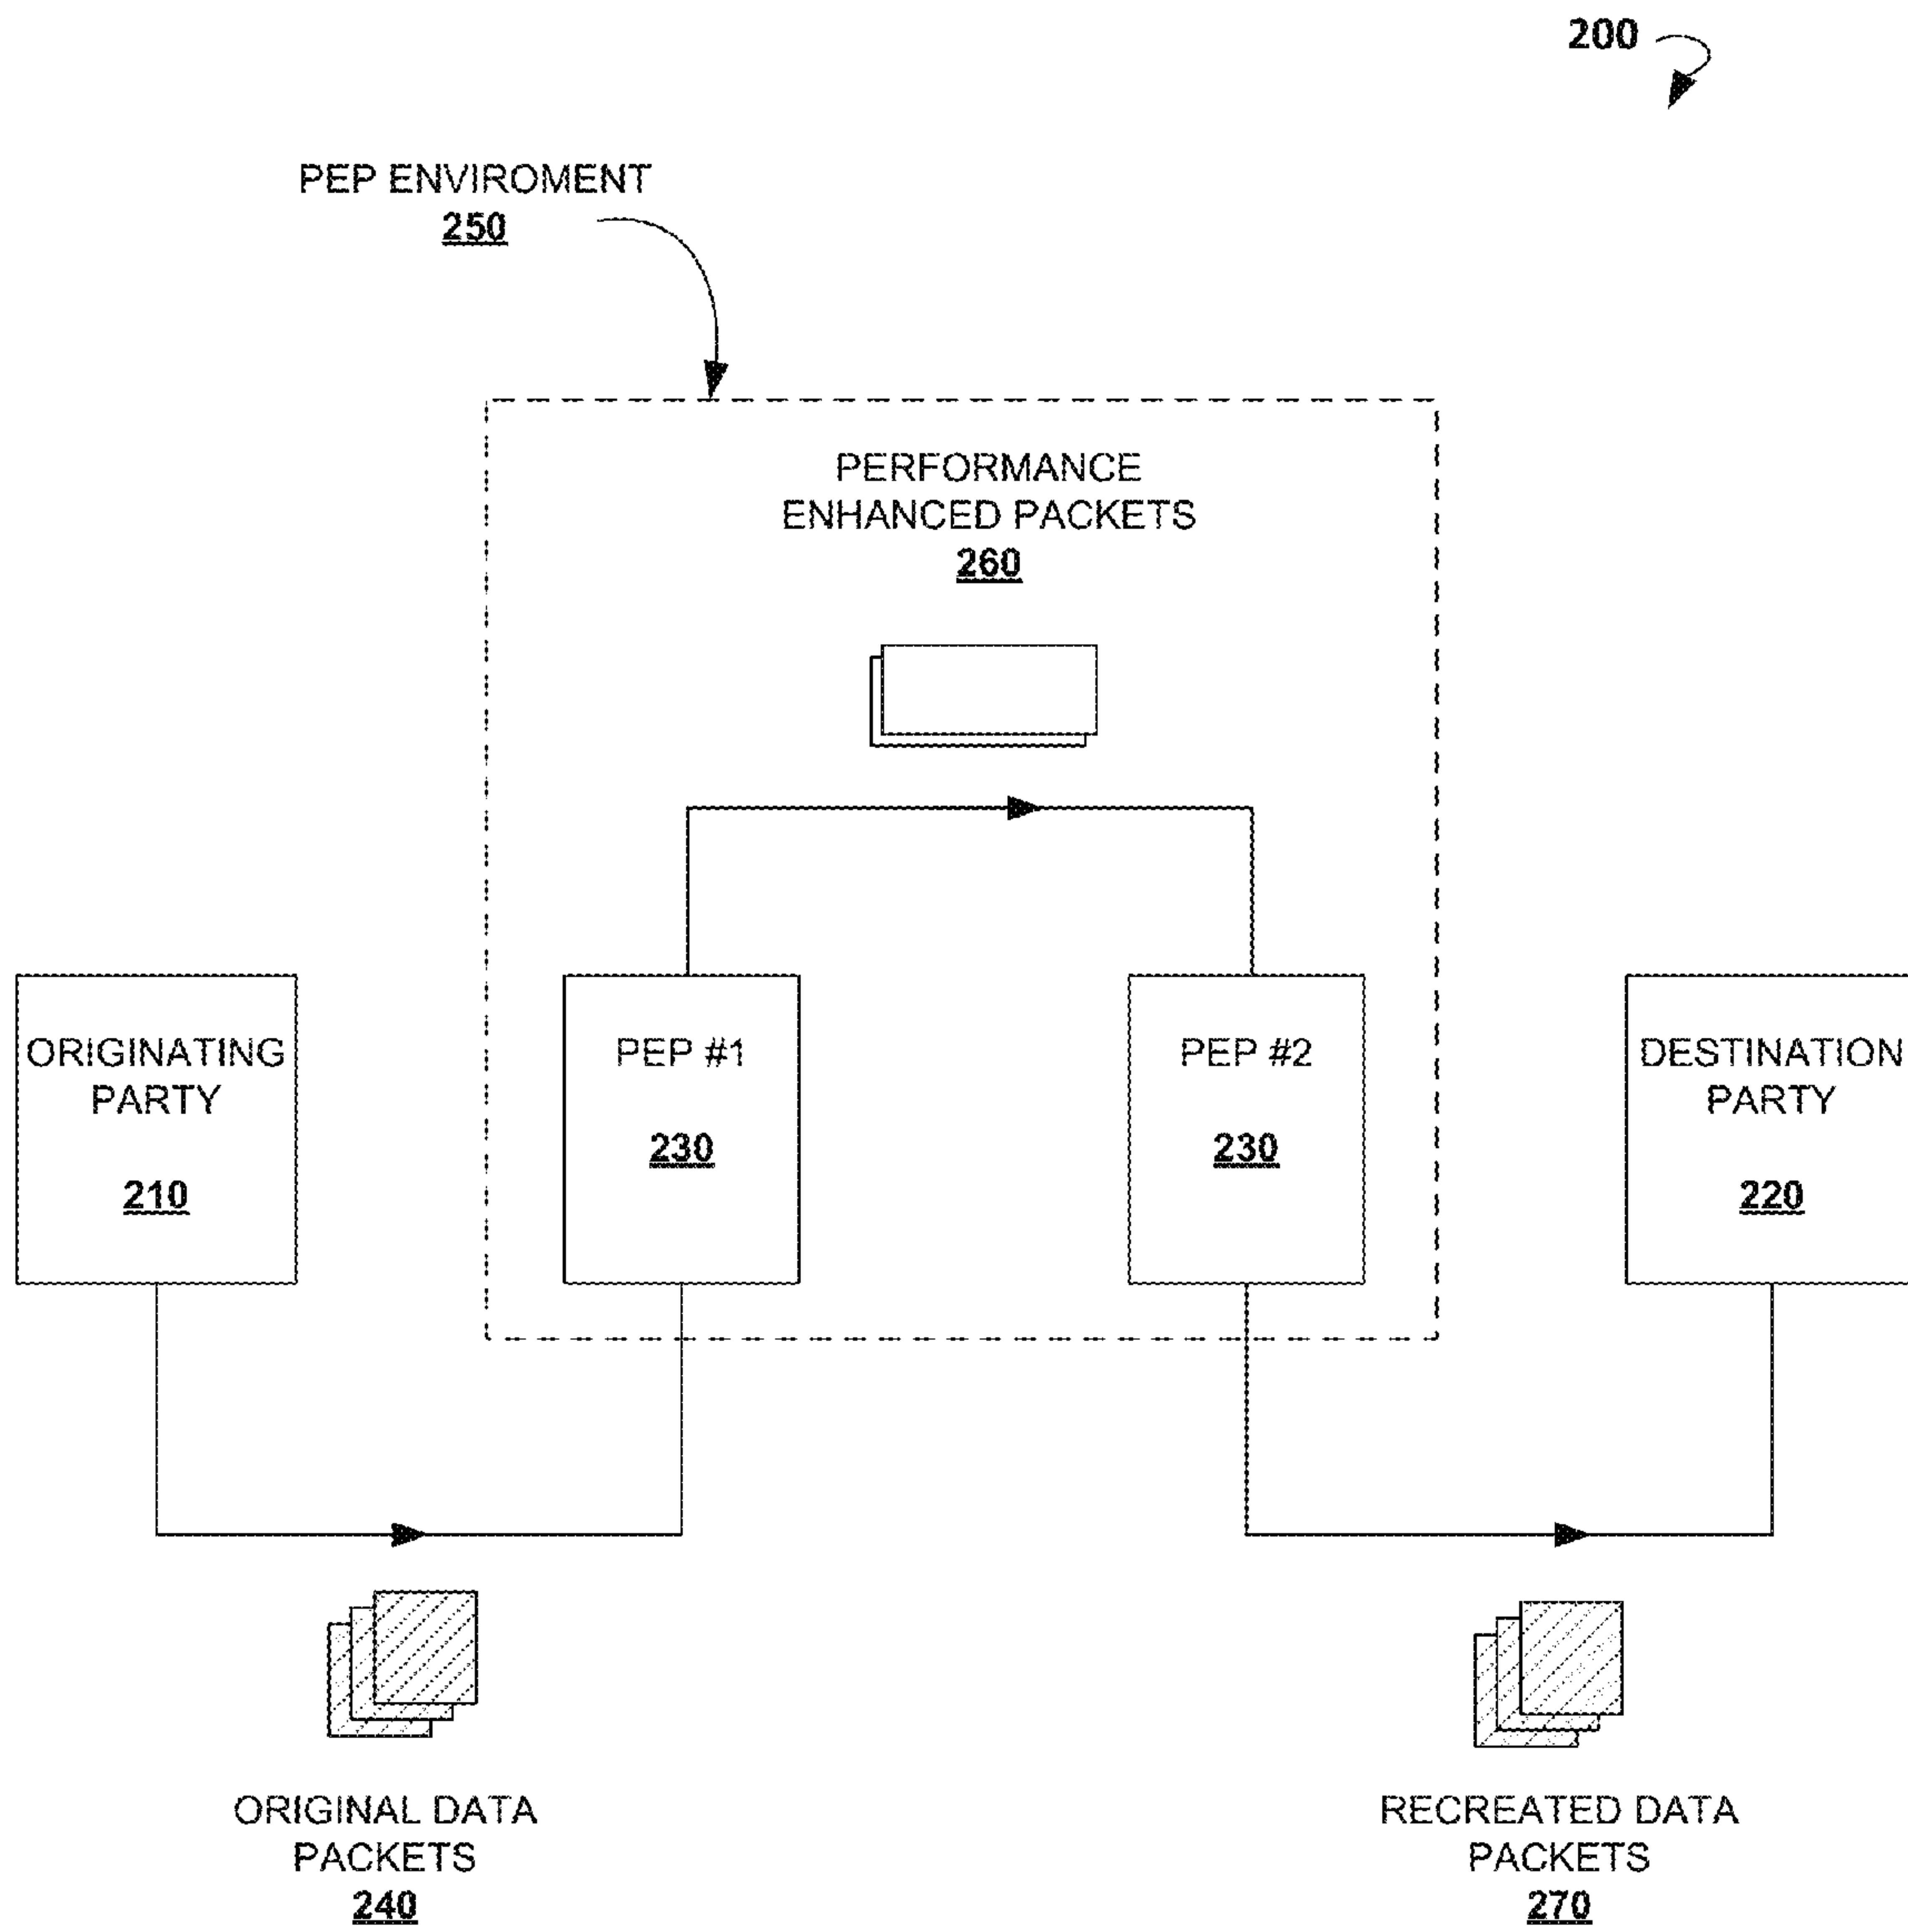 200
PEP ENVIROMENT
250
PERFORMANCE
ENHANCED PACKETS
260
ORIGINATING
PARTY
210
PEP #1
230
PEP #2
230
DESTINATION
PARTY
220
ORIGINAL DATA
PACKETS
240
RECREATED DATA
PACKETS
270